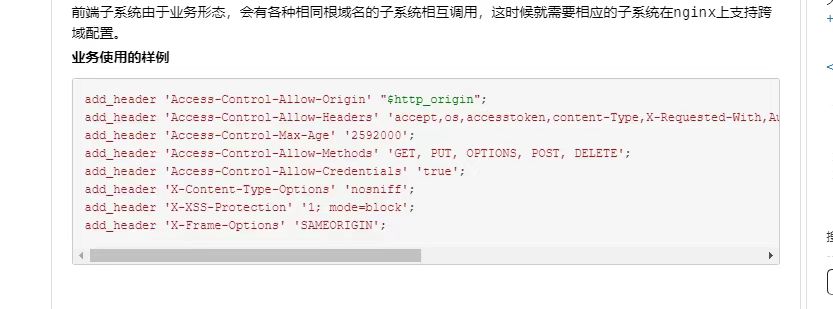 前端子系统由于业务形态，会有各种相同根域名的子系统相互调用，这时候就需要相应的子系统在nginx上支持跨
域配置。
业务使用的样例
add_header 'Access-Control-Allow-Origin' "$http_origin";
add_header 'Access-Control-Allow-Headers' 'accept,os,accesstoken,content-Type,X-Requested-With,Au
add_header 'Access-Control-Max-Age' '2592000';
add_header 'Access-Control-Allow-Methods' 'GET, PUT, OPTIONS, POST, DELETE';
add_header 'Access-Control-Allow-Credentials' 'true';
add_header 'X-Content-Type-Options' 'nosniff';
add_header 'X-XSS-Protection' '1; mode=block';
add_header 'X-Frame-Options' 'SAMEORIGIN';